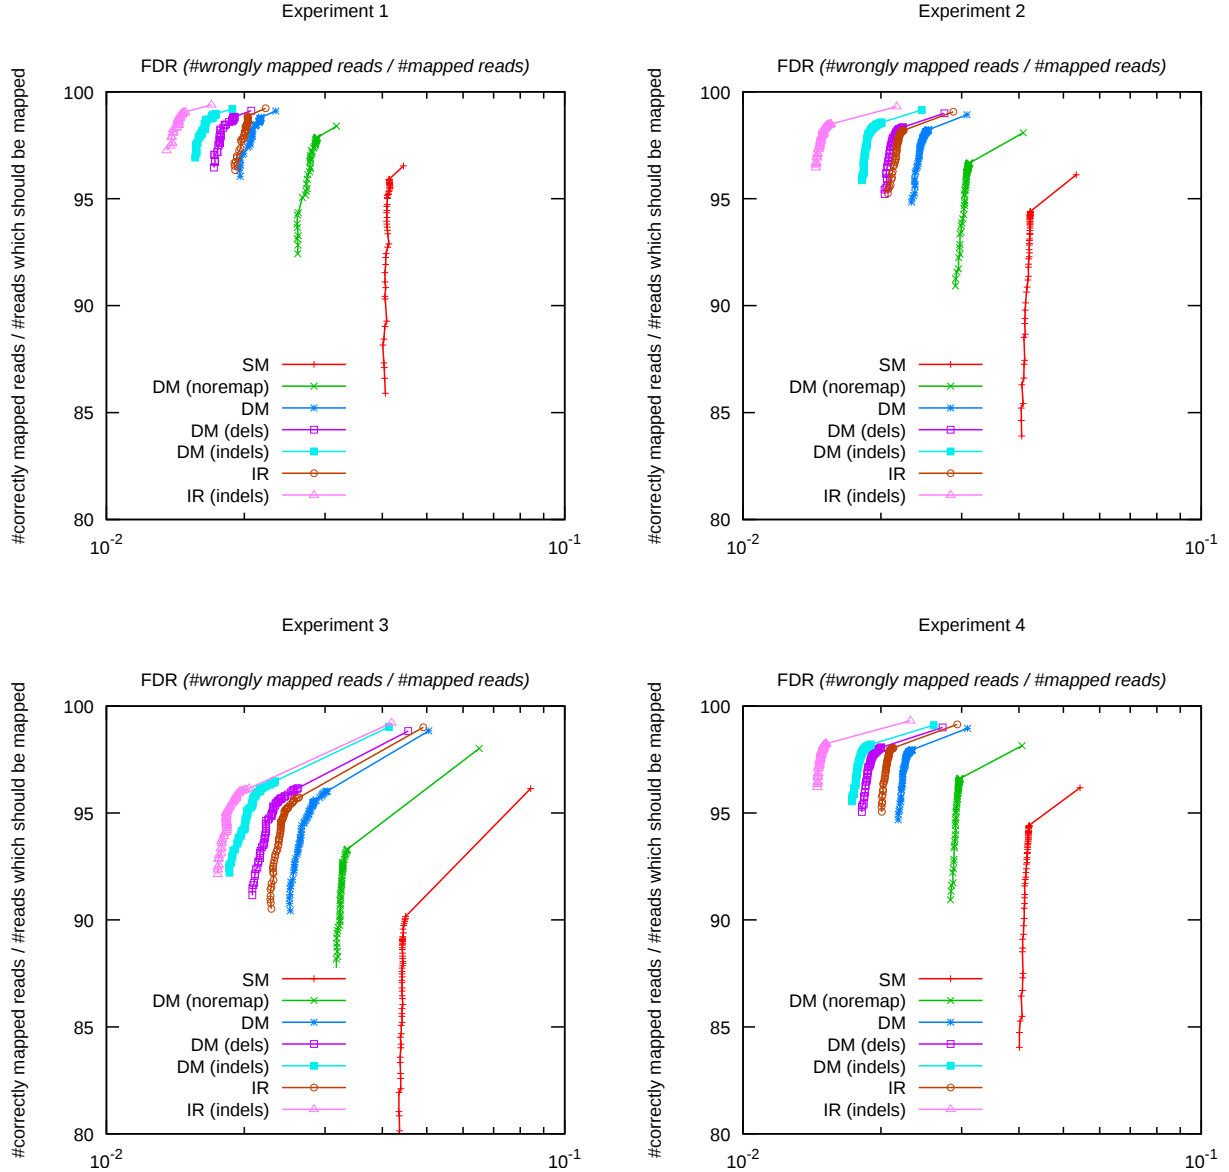 Experiment 1
FDR (#wrongly mapped reads / #mapped reads)
#correctly mapped reads / #reads which should be mapped
100
95
90
85
80
SM
DM (noremap)
DM
DM (dels)
DM (indels)
IR
IR (indels)
10-2
10-1
Experiment 2
FDR (#wrongly mapped reads / #mapped reads)
#correctly mapped reads / #reads which should be mapped
100
95
90
85
80
SM
DM (noremap)
DM
DM (dels)
DM (indels)
IR
IR (indels)
10-2
10-1
Experiment 3
FDR (#wrongly mapped reads / #mapped reads)
#correctly mapped reads / #reads which should be mapped
100
95
90
85
80
SM
DM (noremap)
DM
DM (dels)
DM (indels)
IR
IR (indels)
10-2
10-1
Experiment 4
FDR (#wrongly mapped reads / #mapped reads)
#correctly mapped reads / #reads which should be mapped
100
95
90
85
80
SM
DM (noremap)
DM
DM (dels)
DM (indels)
IR
IR (indels)
10-2
10-1